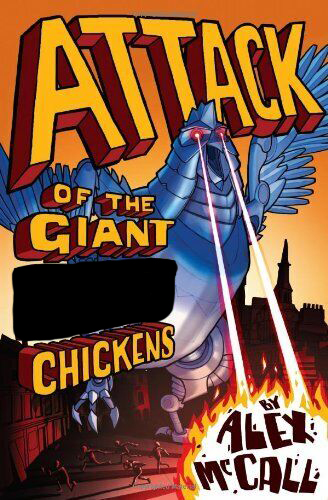 ATTACK
OF THE
GIANT
CHICKENS
BY
ALEX
McCALL